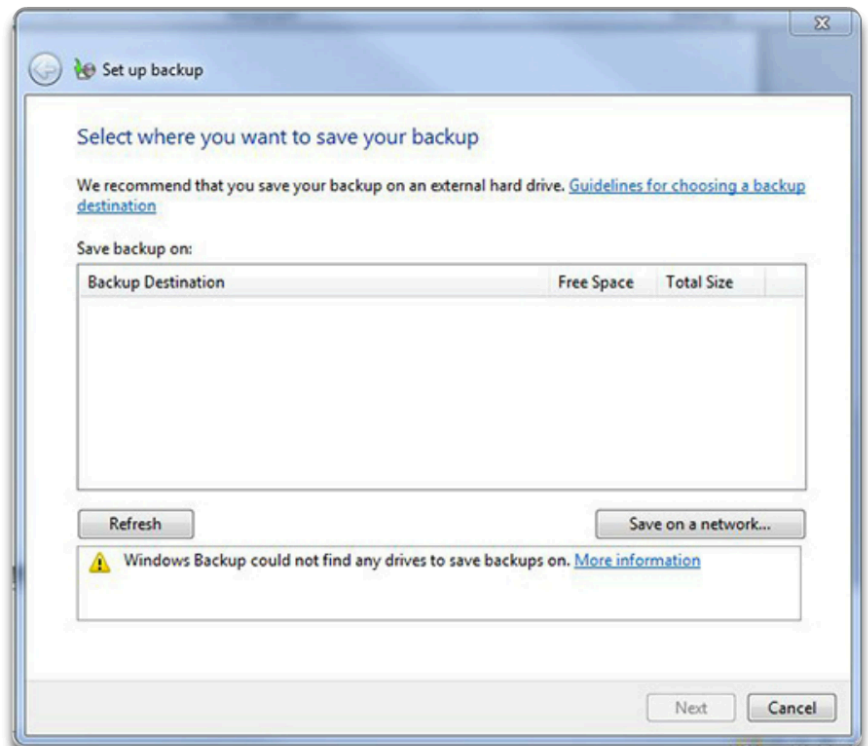 Set up backup
Select where you want to save your backup
We recommend that you save your backup on an external hard drive. Guidelines for choosing a backup
destination
Save backup on:
Backup Destination Free Space Total Size
Refresh Save on a network...
Windows Backup could not find any drives to save backups on. More information
Next Cancel